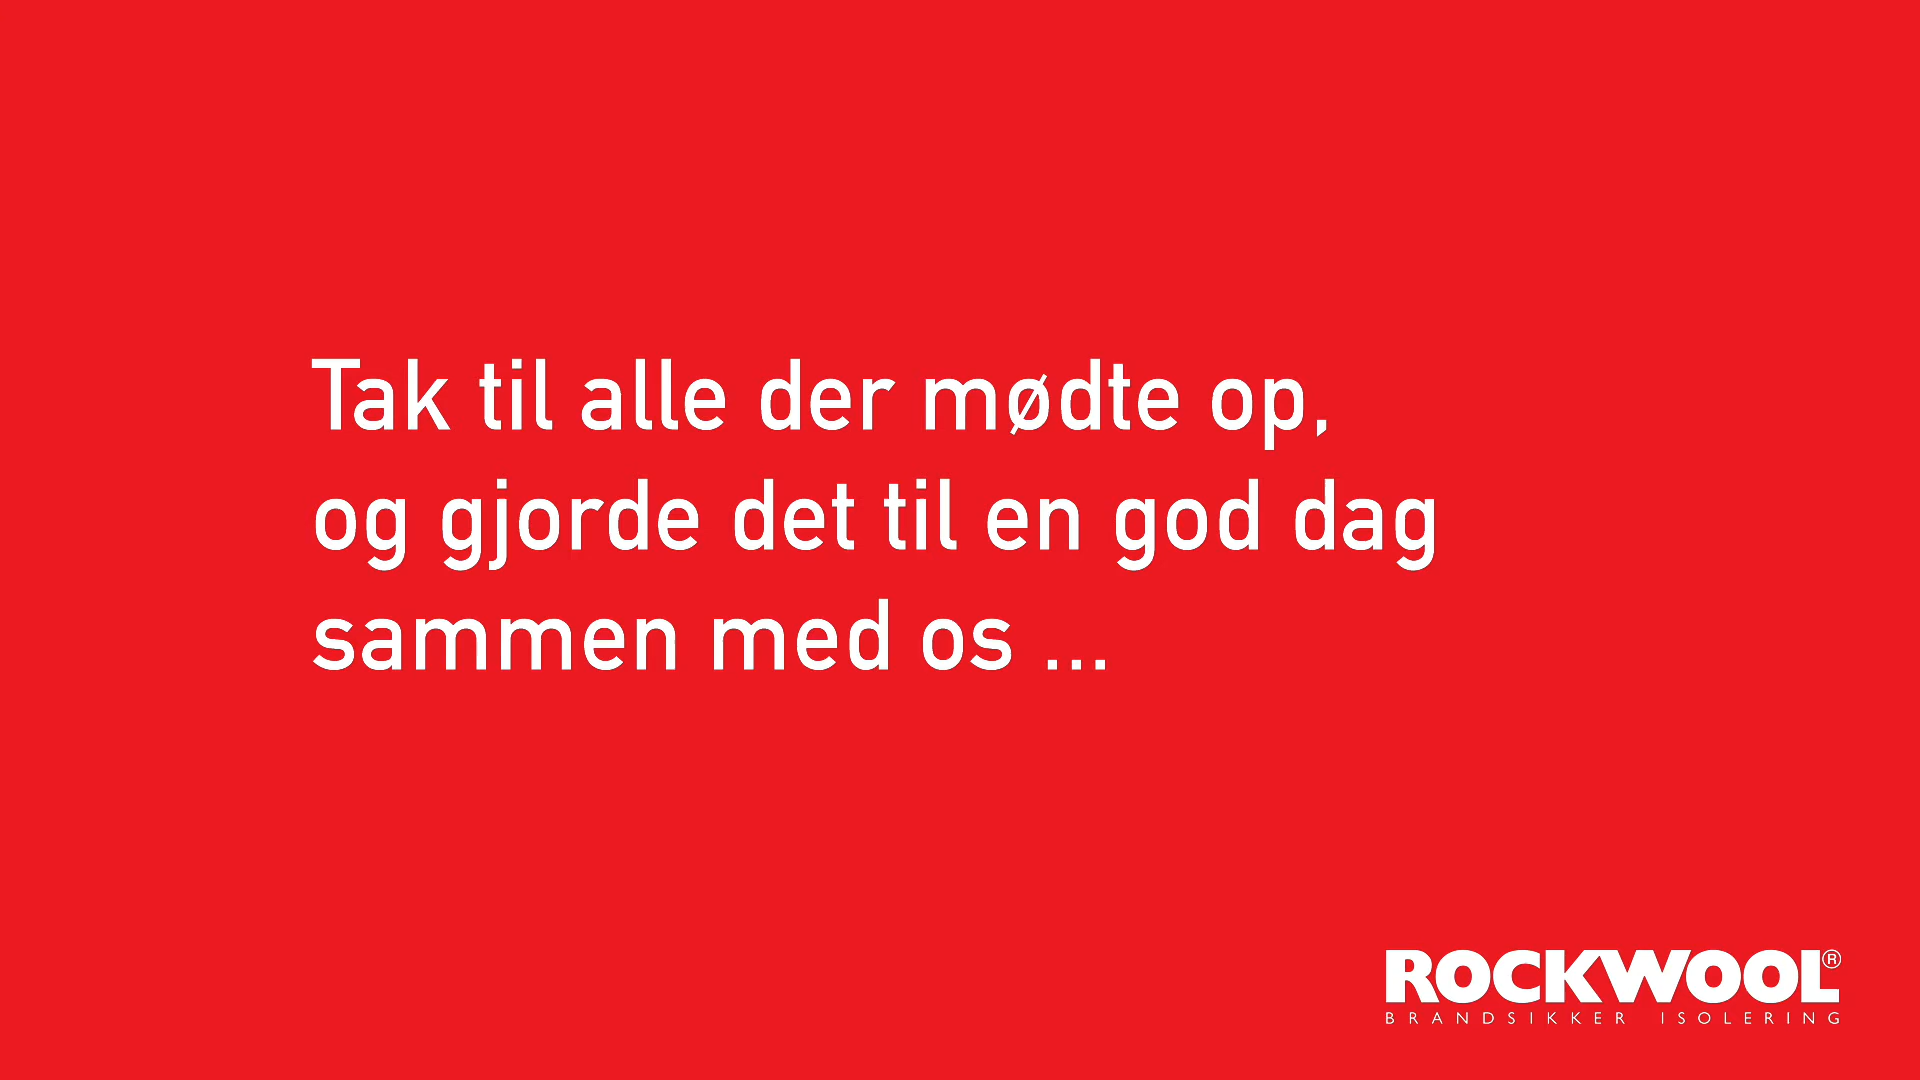 Tak til alle der mødte op,
og gjorde det til en god dag
sammen med os ...
ROCKWOOL®
BRANDSIKKER ISOLERING